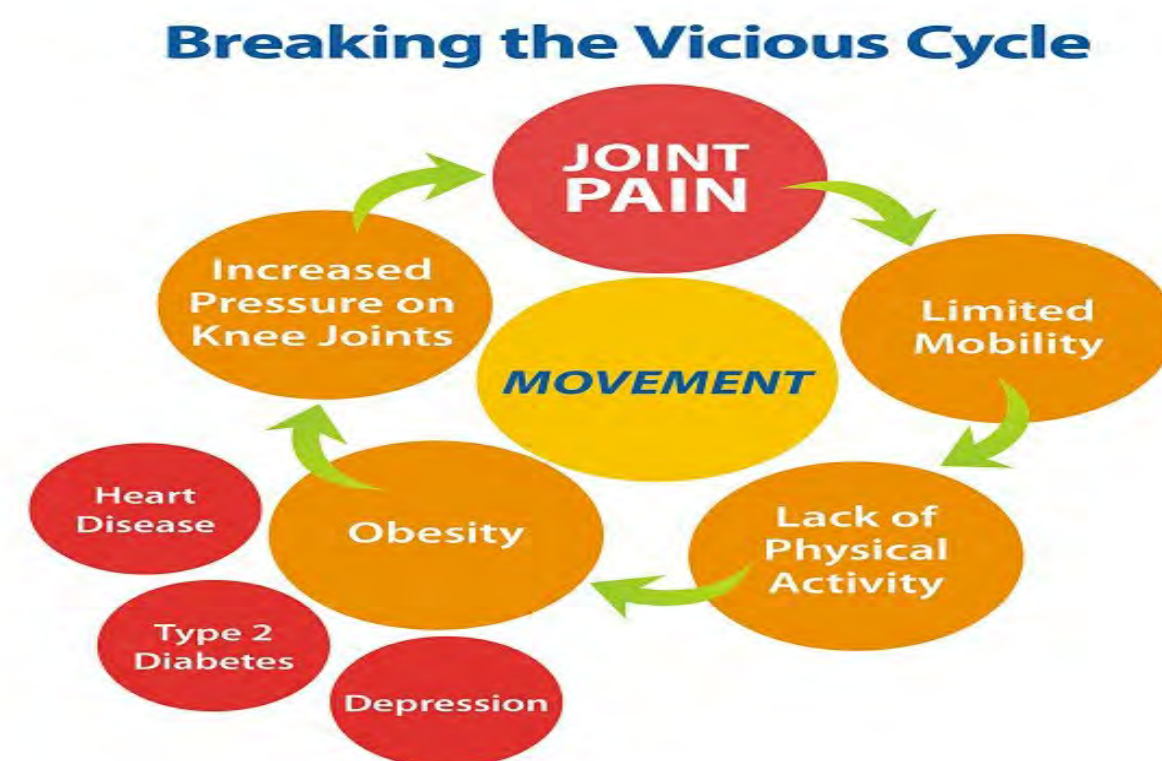 Breaking the Vicious Cycle
JOINT
PAIN
Limited
Mobility
Lack of
Physical
Activity
Obesity
Increased
Pressure on
Knee Joints
MOVEMENT
Heart
Disease
Type 2
Diabetes
Depression